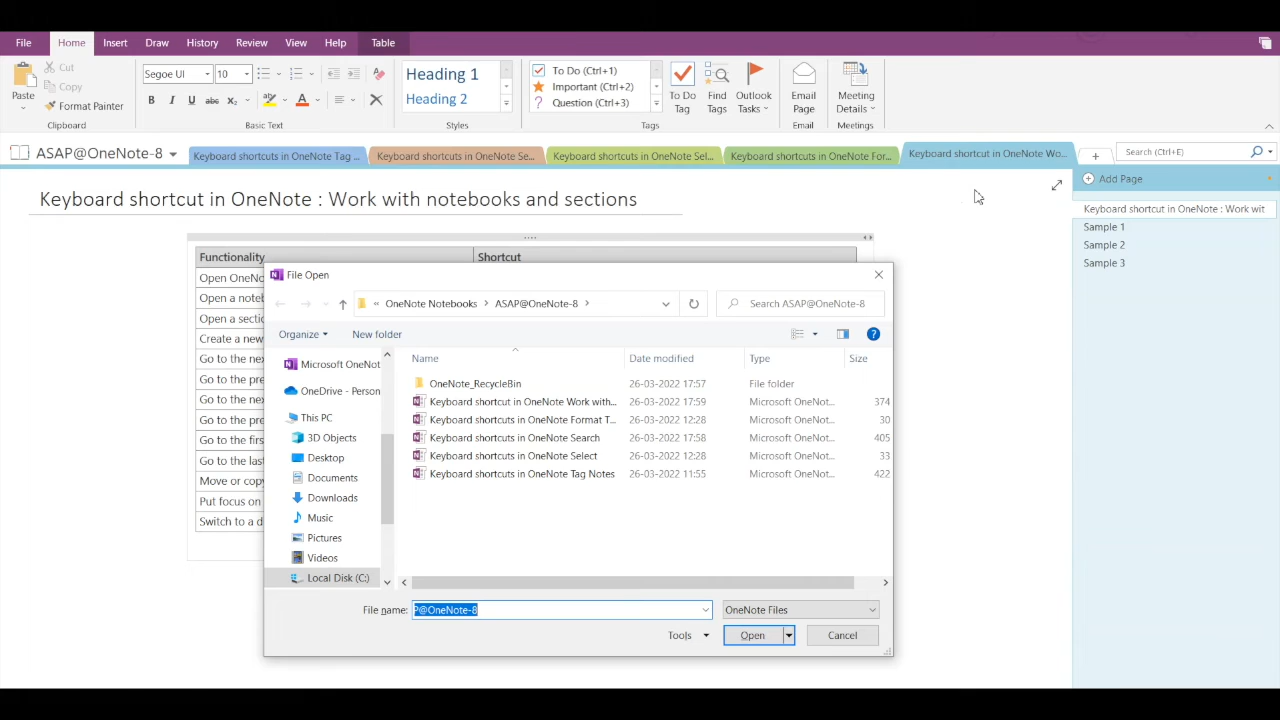 File Home Insert Draw History Review View Help Table
Paste
Cut
Copy
Format Painter
Clipboard
Segoe UI 10
B I U abc X₂ A
Basic Text
Heading 1
Heading 2
Styles
To Do (Ctrl+1)
Important (Ctrl+2)
Question (Ctrl+3)
To Do Tag
Find Tags
Outlook Tasks
Tags
Email Page
Email
Meeting Details
Meetings
ASAP@OneNote-8
Keyboard shortcuts in OneNote Tag ...
Keyboard shortcuts in OneNote Se...
Keyboard shortcuts in OneNote Sel...
Keyboard shortcuts in OneNote For...
Keyboard shortcut in OneNote Wo...
Search (Ctrl+E)
Add Page
Keyboard shortcut in OneNote : Work wit
Sample 1
Sample 2
Sample 3
Keyboard shortcut in OneNote : Work with notebooks and sections
Functionality Shortcut
Open OneNo
Open a noteb
Open a sectio
Create a new
Go to the nex
Go to the pre
Go to the nex
Go to the pre
Go to the firs
Go to the last
Move or copy
Put focus on
Switch to a d
File Open
« OneNote Notebooks > ASAP@OneNote-8 >
Search ASAP@OneNote-8
Organize New folder
Microsoft OneNot
OneDrive - Person
This PC
3D Objects
Desktop
Documents
Downloads
Music
Pictures
Videos
Local Disk (C:)
Name Date modified Type Size
OneNote_RecycleBin 26-03-2022 17:57 File folder
Keyboard shortcut in OneNote Work with... 26-03-2022 17:59 Microsoft OneNot... 374
Keyboard shortcuts in OneNote Format T... 26-03-2022 12:28 Microsoft OneNot... 30
Keyboard shortcuts in OneNote Search 26-03-2022 17:58 Microsoft OneNot... 405
Keyboard shortcuts in OneNote Select 26-03-2022 12:28 Microsoft OneNot... 33
Keyboard shortcuts in OneNote Tag Notes 26-03-2022 11:55 Microsoft OneNot... 422
File name: P@OneNote-8 OneNote Files
Tools Open Cancel